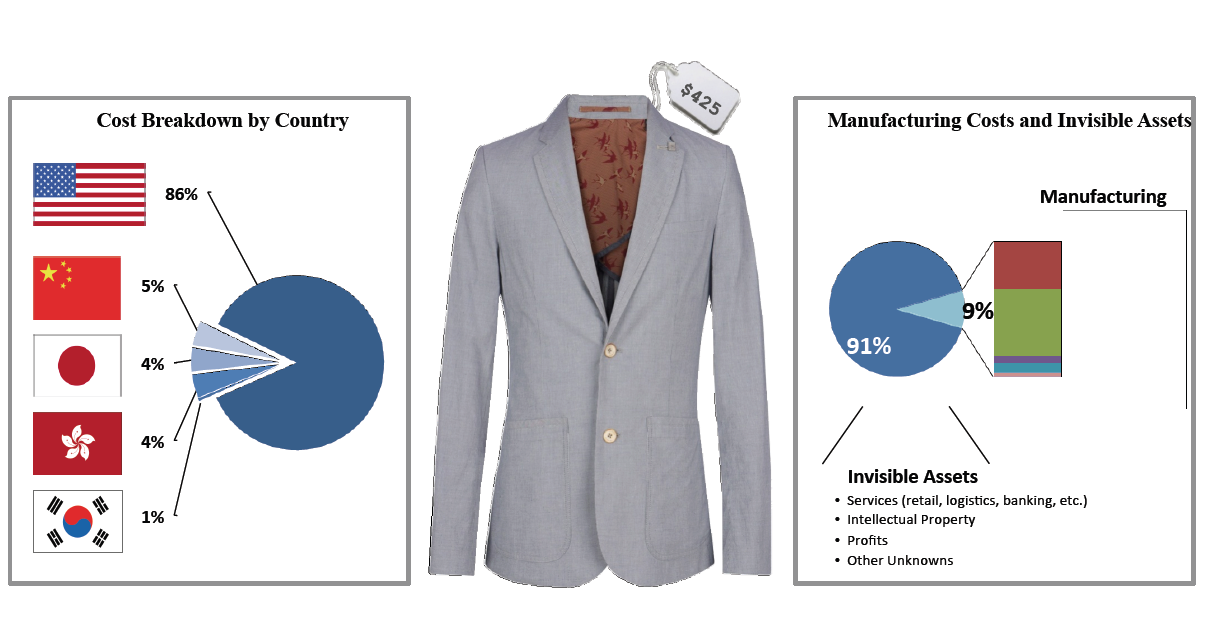 $425
Cost Breakdown by Country
86%
5%
4%
4%
1%
Manufacturing Costs and Invisible Assets
Manufacturing
9%
91%
Invisible Assets
• Services (retail, logistics, banking, etc.)
• Intellectual Property
• Profits
• Other Unknowns